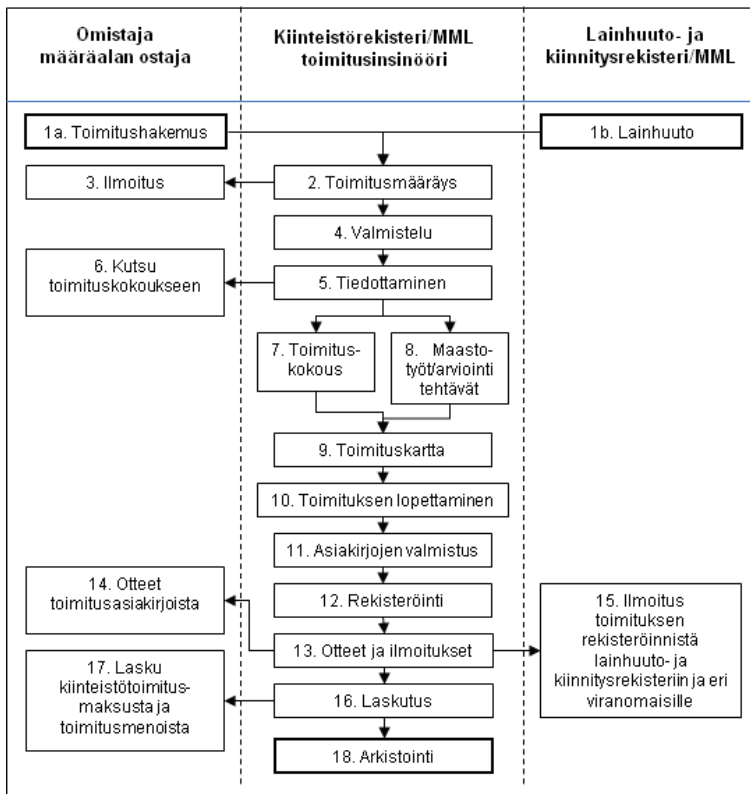 Omistaja
määräalan ostaja
Kiinteistörekisteri/MML
toimitusinsinööri
Lainhuuto- ja
kiinnitysrekisteri/MML
1a. Toimitushakemus
1b. Lainhuuto
3. Ilmoitus
2. Toimitusmääräys
4. Valmistelu
6. Kutsu
toimituskokoukseen
5. Tiedottaminen
7. Toimitus-
kokous
8. Maasto-
työt/arviointi
tehtävät
9. Toimituskartta
10. Toimituksen lopettaminen
11. Asiakirjojen valmistus
14. Otteet
toimitusasiakirjoista
12. Rekisteröinti
15. Ilmoitus
toimituksen
rekisteröinnistä
lainhuuto- ja
kiinnitysrekisteriin ja eri
viranomaisille
13. Otteet ja ilmoitukset
17. Lasku
kiinteistötoimitus-
maksusta ja
toimitusmenoista
16. Laskutus
18. Arkistointi